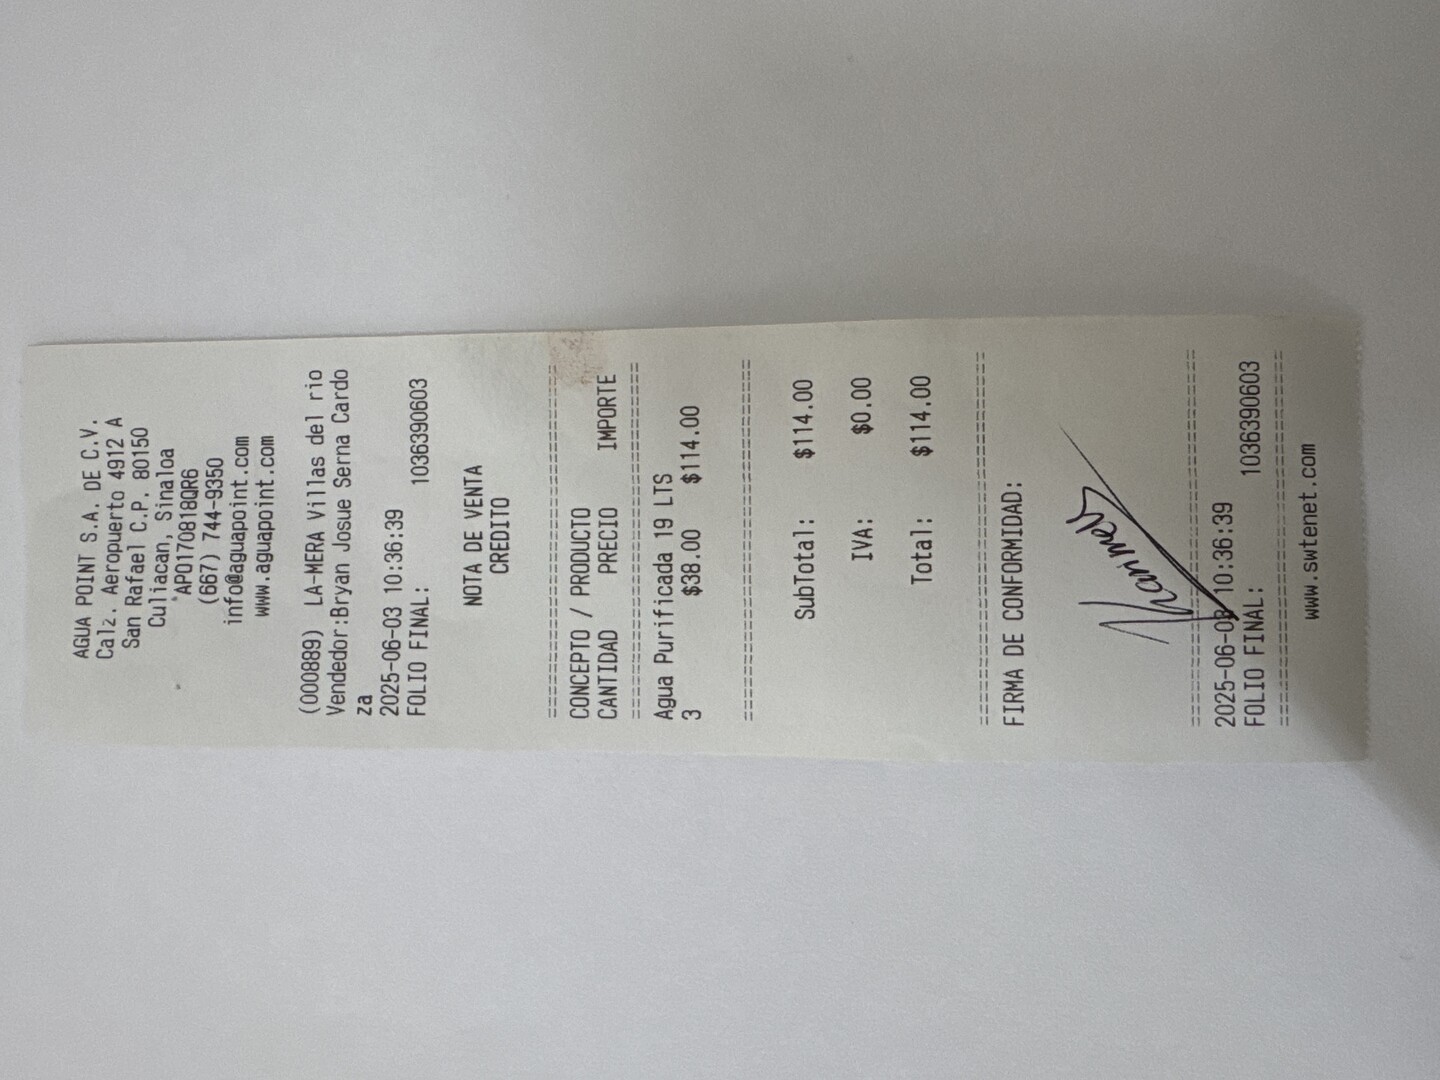 AGUA POINT S.A. DE C.V.
Calz. Aeropuerto 4912 A
San Rafael C.P. 80150
Culiacan, Sinaloa
APO170818QR6
(667) 744-9350
info@aguapoint.com
www.aguapoint.com
(000889) LA-MERA Villas del rio
Vendedor:Bryan Josue Serna Cardo
za
2025-06-03 10:36:39
FOLIO FINAL: 1036390603
NOTA DE VENTA
CREDITO
================================
CONCEPTO / PRODUCTO
CANTIDAD PRECIO IMPORTE
================================
Agua Purificada 19 LTS
3 $38.00 $114.00
================================
SubTotal: $114.00
IVA: $0.00
Total: $114.00
================================
FIRMA DE CONFORMIDAD:
================================
2025-06-03 10:36:39
FOLIO FINAL: 1036390603
================================
www.swtenet.com